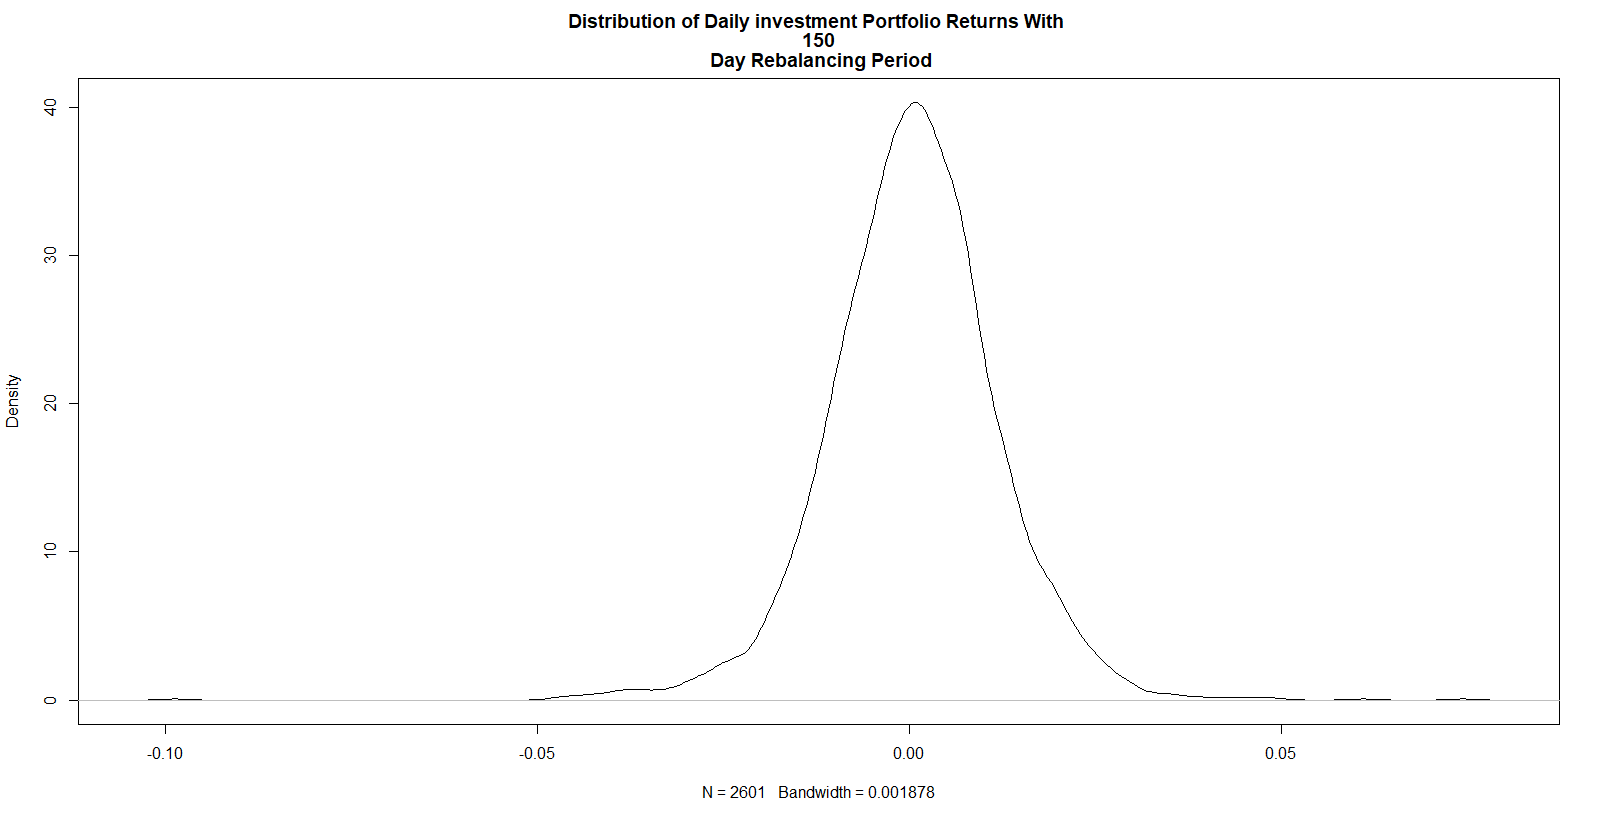 Distribution of Daily investment Portfolio Returns With
150
Day Rebalancing Period
Density
40
30
20
10
0
-0.10
-0.05
0.00
0.05
N = 2601 Bandwidth = 0.001878